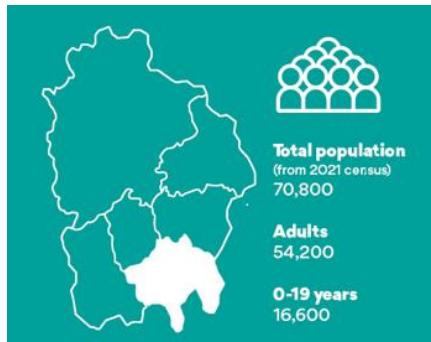 Total population
(from 2021 census)
70,800
Adults
54,200
0-19 years
16,600